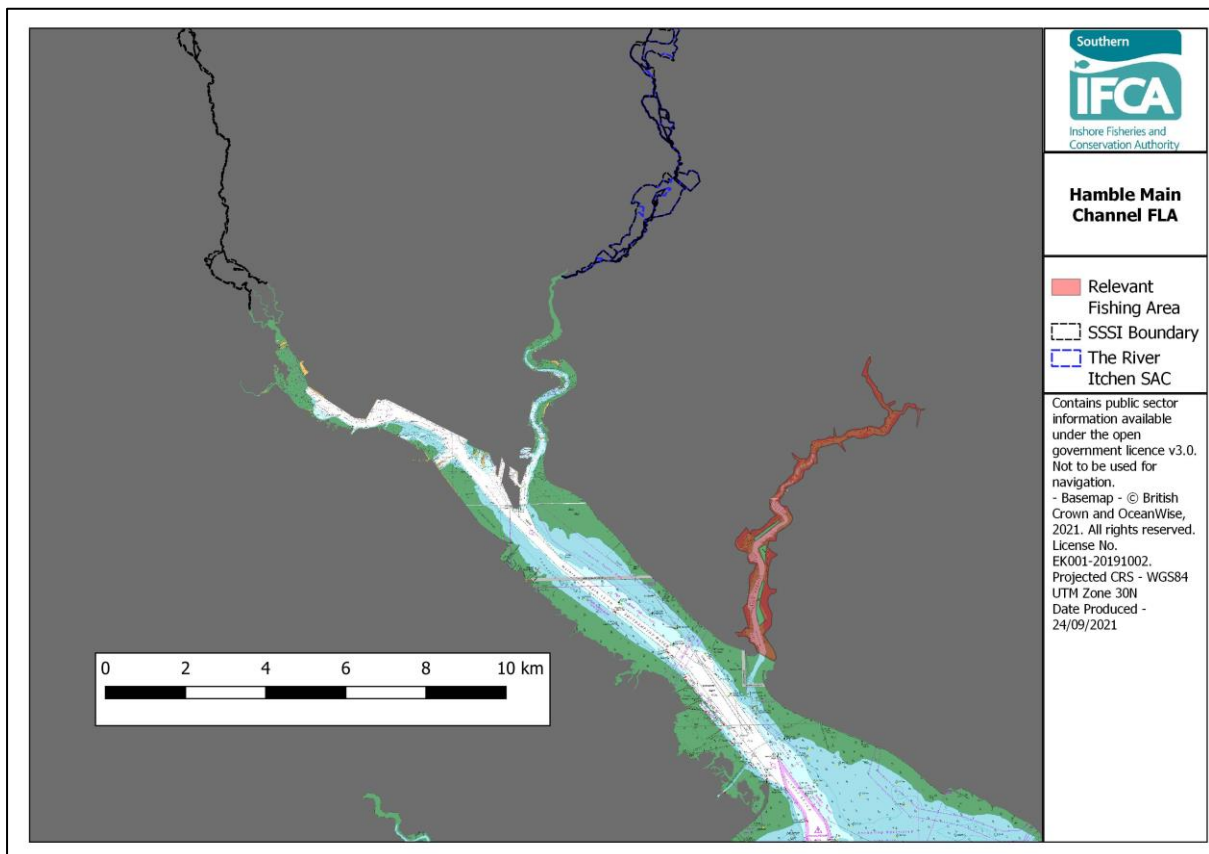 Southern
IFCA
Inshore Fisheries and
Conservation Authority
Hamble Main
Channel FLA
Relevant
Fishing Area
SSSI Boundary
The River
Itchen SAC
Contains public sector
information available
under the open
government licence v3.0.
Not to be used for
navigation.
- Basemap - © British
Crown and OceanWise,
2021. All rights reserved.
License No.
EK001-20191002.
Projected CRS - WGS84
UTM Zone 30N
Date Produced -
24/09/2021
0 2 4 6 8 10 km